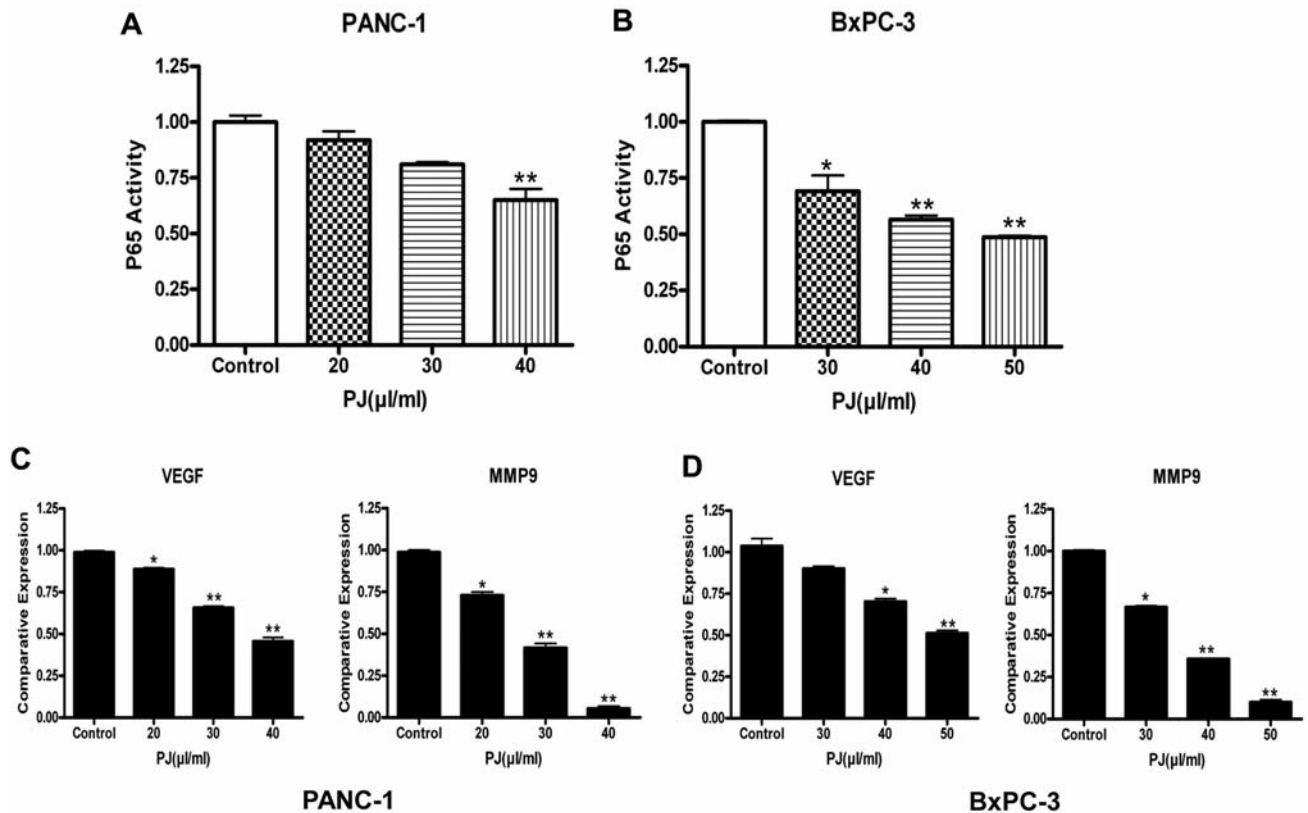 A
PANC-1
P65 Activity
1.25
1.00
0.75
0.50
0.25
0.00
**
Control 20 30 40
PJ(µl/ml)
B
BxPC-3
P65 Activity
1.25
1.00
0.75
0.50
0.25
0.00
* ** **
Control 30 40 50
PJ(µl/ml)
C
VEGF
Comparative Expression
1.25
1.00
0.75
0.50
0.25
0.00
* ** **
Control 20 30 40
PJ(µl/ml)
MMP9
Comparative Expression
1.25
1.00
0.75
0.50
0.25
0.00
* ** **
Control 20 30 40
PJ(µl/ml)
PANC-1
D
VEGF
Comparative Expression
1.25
1.00
0.75
0.50
0.25
0.00
* **
Control 30 40 50
PJ(µl/ml)
MMP9
Comparative Expression
1.25
1.00
0.75
0.50
0.25
0.00
* ** **
Control 30 40 50
PJ(µl/ml)
BxPC-3